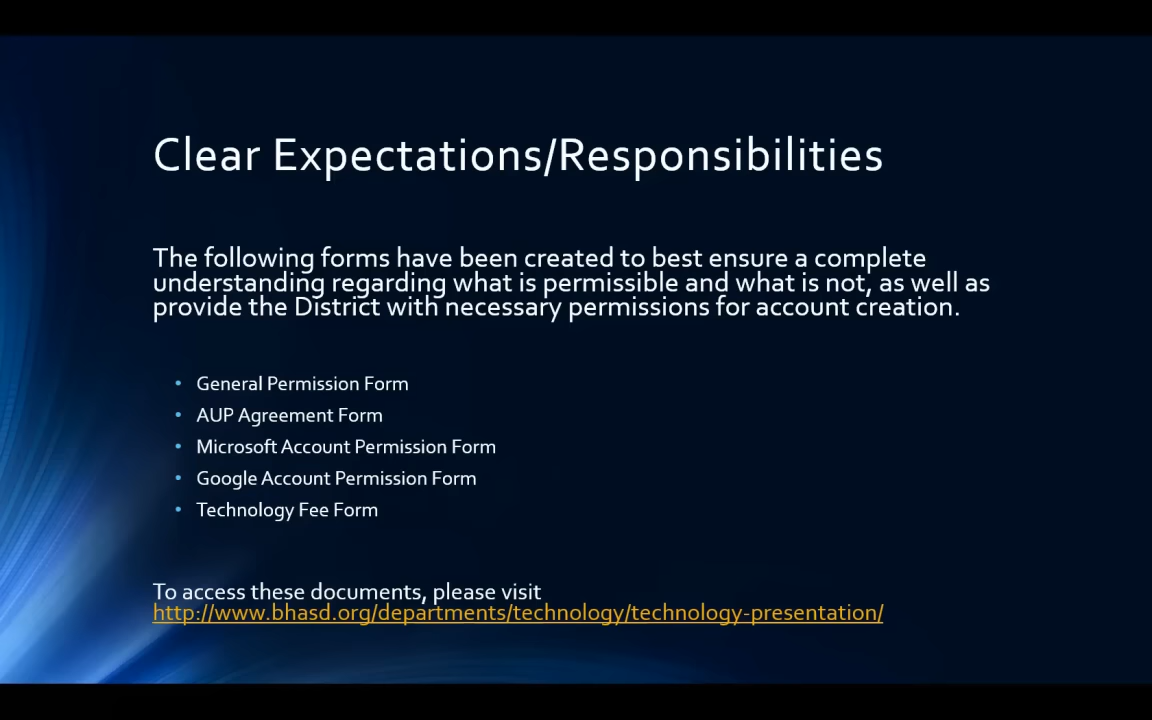 Clear Expectations/Responsibilities
The following forms have been created to best ensure a complete
understanding regarding what is permissible and what is not, as well as
provide the District with necessary permissions for account creation.
• General Permission Form
• AUP Agreement Form
• Microsoft Account Permission Form
• Google Account Permission Form
• Technology Fee Form
To access these documents, please visit
http://www.bhasd.org/departments/technology/technology-presentation/